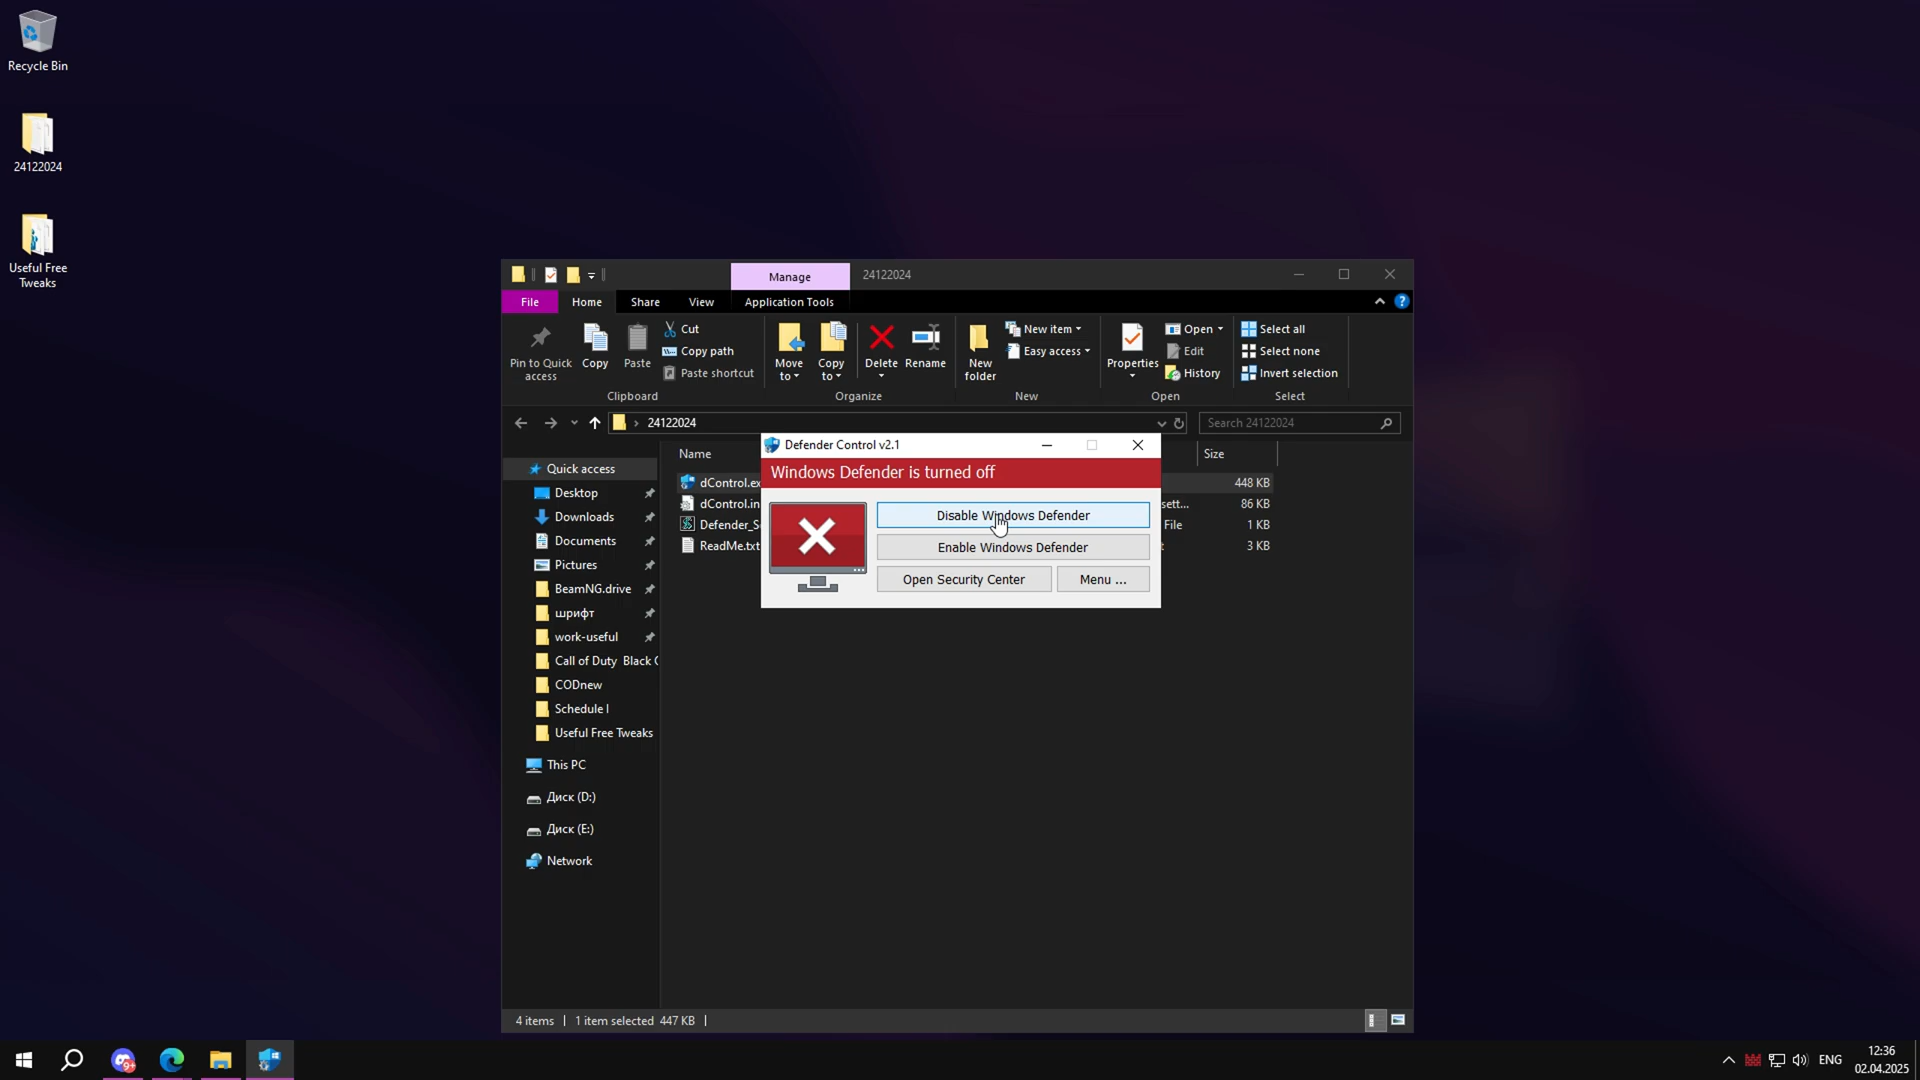 Recycle Bin
24122024
Useful Free
Tweaks
Manage
24122024
File
Home
Share
View
Application Tools
Pin to Quick
access
Copy
Paste
Cut
Copy path
Paste shortcut
Clipboard
Move
to
Copy
to
Delete
Rename
Organize
New
folder
New item
Easy access
New
Properties
Open
Edit
History
Open
Select all
Select none
Invert selection
Select
24122024
Search 24122024
Name
Size
Quick access
Desktop
Downloads
Documents
Pictures
BeamNG.drive
шрифт
work-useful
Call of Duty Black
CODnew
Schedule I
Useful Free Tweaks
This PC
Диск (D:)
Диск (E:)
Network
dControl.ex
448 KB
dControl.in
sett...
86 KB
Defender_S
File
1 KB
ReadMe.txt
t
3 KB
Defender Control v2.1
Windows Defender is turned off
Disable Windows Defender
Enable Windows Defender
Open Security Center
Menu ...
4 items
1 item selected 447 KB
9+
ENG
12:36
02.04.2025